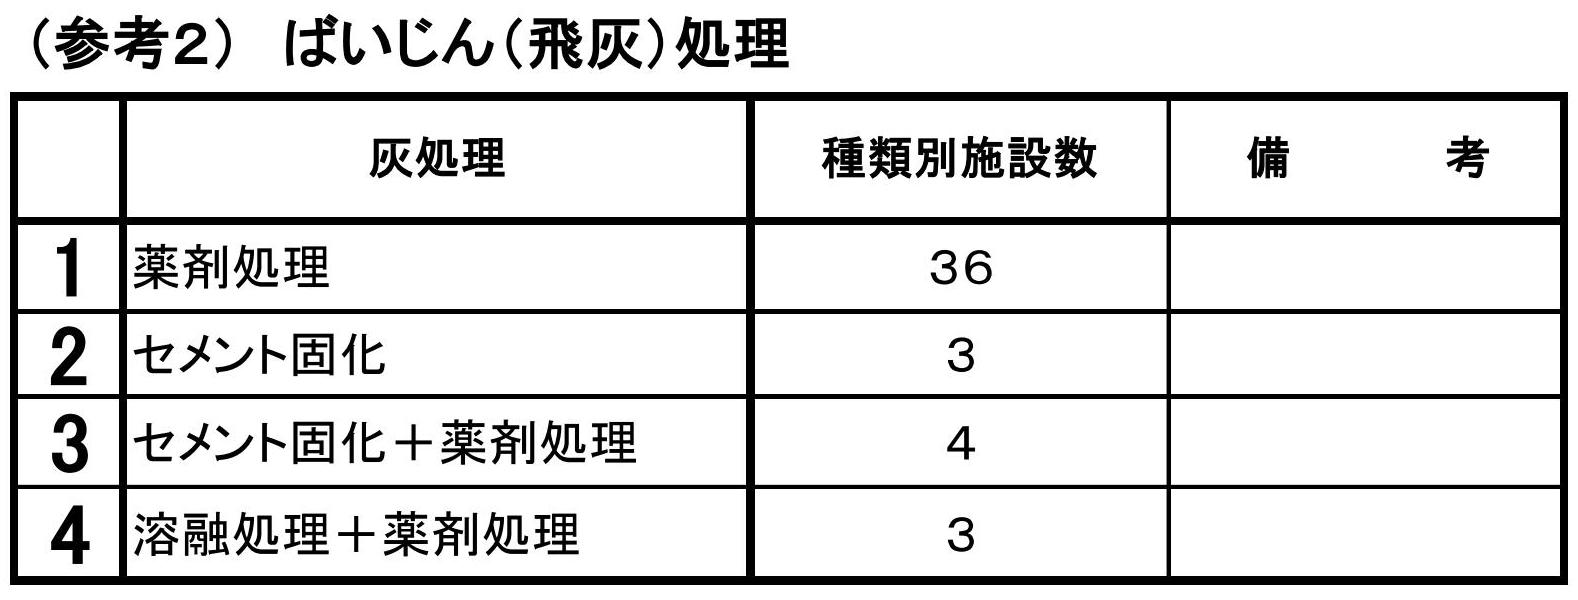 （参考２）　ばいじん（飛灰）処理
灰処理 種類別施設数 備　考
1 薬剤処理 ３６
2 セメント固化 ３
3 セメント固化＋薬剤処理 ４
4 溶融処理＋薬剤処理 ３